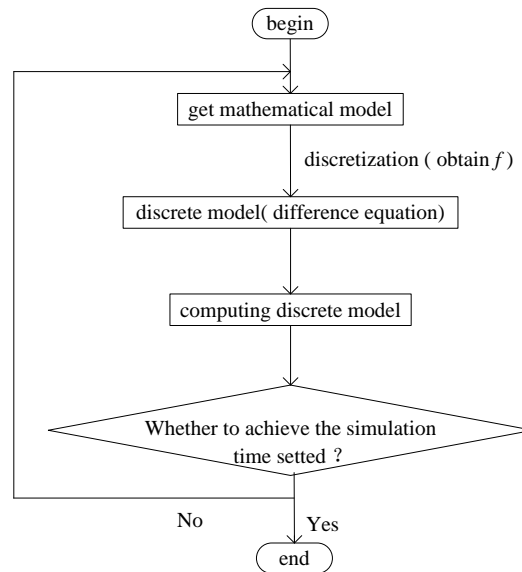 begin
get mathematical model
discretization ( obtain f )
discrete model( difference equation)
computing discrete model
Whether to achieve the simulation
time setted ?
No
Yes
end